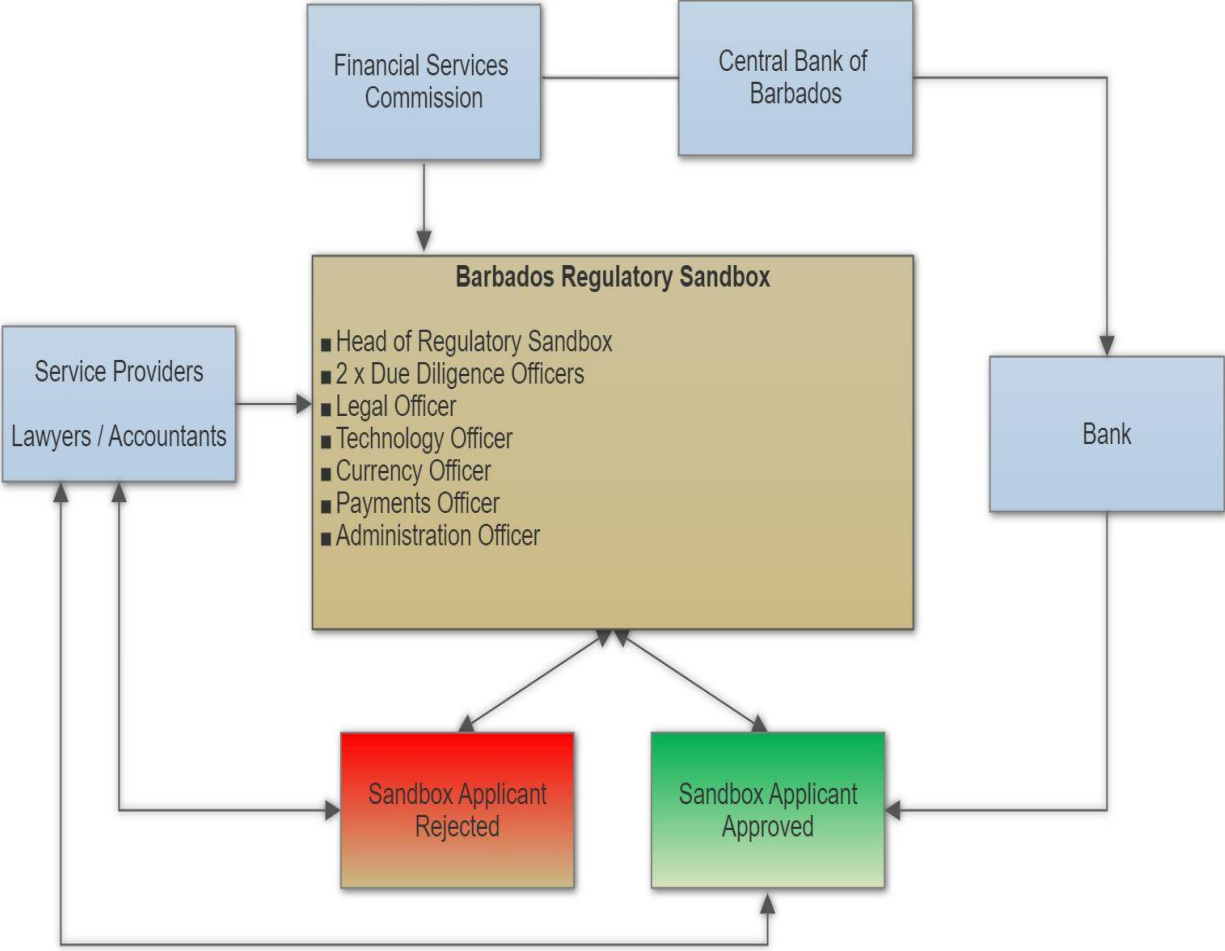 Financial Services
Commission
Central Bank of
Barbados
Barbados Regulatory Sandbox
■ Head of Regulatory Sandbox
■ 2 x Due Diligence Officers
■ Legal Officer
■ Technology Officer
■ Currency Officer
■ Payments Officer
■ Administration Officer
Service Providers
Lawyers / Accountants
Bank
Sandbox Applicant
Rejected
Sandbox Applicant
Approved